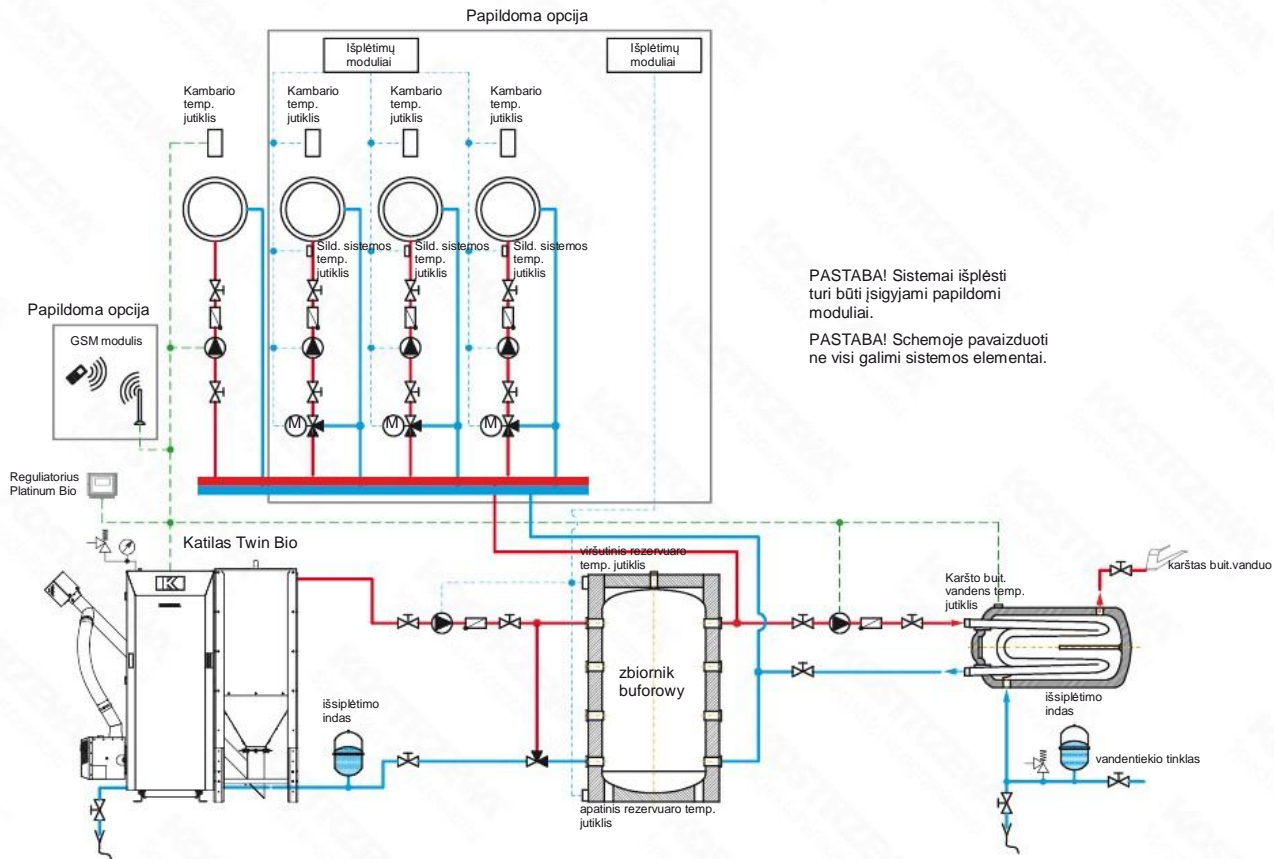 Papildoma opcija
Išplėtimų
moduliai
Išplėtimų
moduliai
Kambario
temp.
jutiklis
Kambario
temp.
jutiklis
Kambario
temp.
jutiklis
Kambario
temp.
jutiklis
Šild. sistemos
temp.
jutiklis
Šild. sistemos
temp.
jutiklis
Šild. sistemos
temp.
jutiklis
PASTABA! Sistemai išplėsti
turi būti įsigyjami papildomi
moduliai.
PASTABA! Schemoje pavaizduoti
ne visi galimi sistemos elementai.
Papildoma opcija
GSM modulis
M
M
M
Reguliatorius
Platinum Bio
Katilas Twin Bio
K
viršutinis rezervuaro
temp. jutiklis
Karšto buit.
vandens temp.
jutiklis
karštas buit.vanduo
zbiornik
buforowy
išsiplėtimo
indas
išsiplėtimo
indas
vandentiekio tinklas
apatinis rezervuaro temp.
jutiklis
KOSTRZEWA